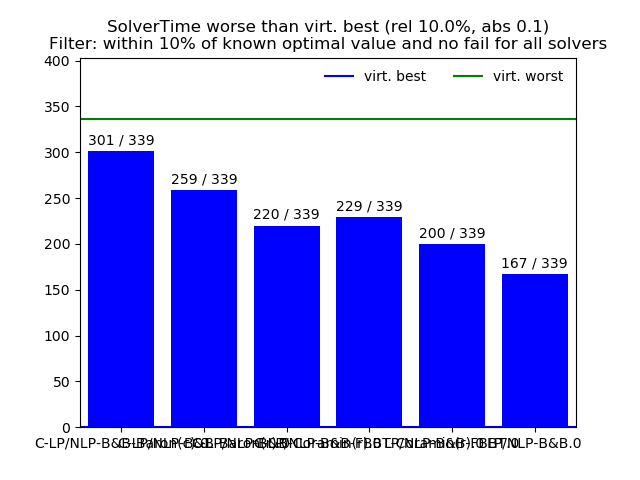 SolverTime worse than virt. best (rel 10.0%, abs 0.1)
Filter: within 10% of known optimal value and no fail for all solvers
400
350
300
250
200
150
100
50
0
virt. best
virt. worst
301 / 339
259 / 339
220 / 339
229 / 339
200 / 339
167 / 339
C-LP/NLP-B&B